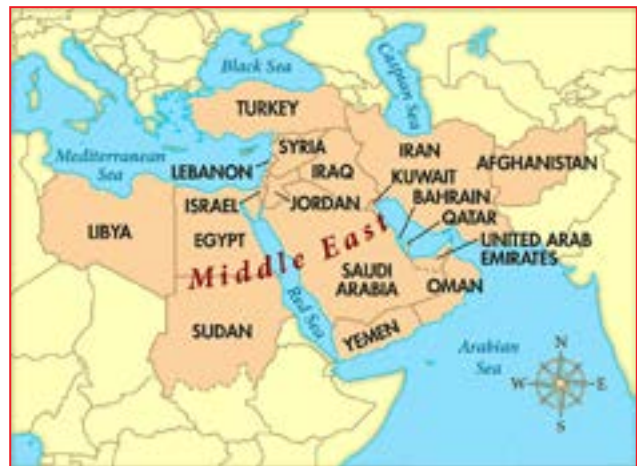 Black Sea
Caspian Sea
TURKEY
Mediterranean
Sea
SYRIA
LEBANON
IRAQ
IRAN
AFGHANISTAN
KUWAIT
ISRAEL
JORDAN
BAHRAIN
QATAR
LIBYA
EGYPT
Middle East
UNITED ARAB
EMIRATES
SAUDI
ARABIA
OMAN
Red Sea
SUDAN
YEMEN
Arabian
Sea
N
W
E
S